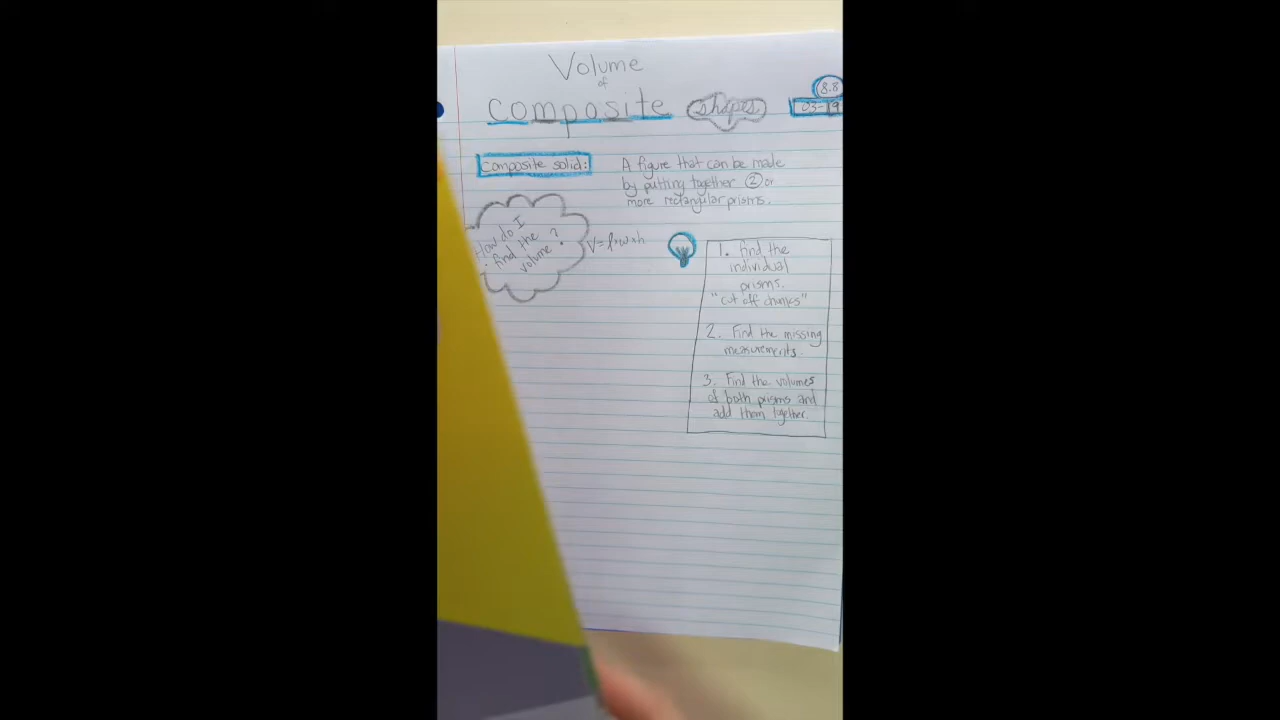 Volume
of
composite shapes
8.8
03-19
Composite solid: A figure that can be made
by putting together 2 or
more rectangular prisms.
How do I
find the ?
volume
V = l×w×h
1. Find the
individual
prisms.
"cut off chunks"
2. Find the missing
measurements.
3. Find the volumes
of both prisms and
add them together.